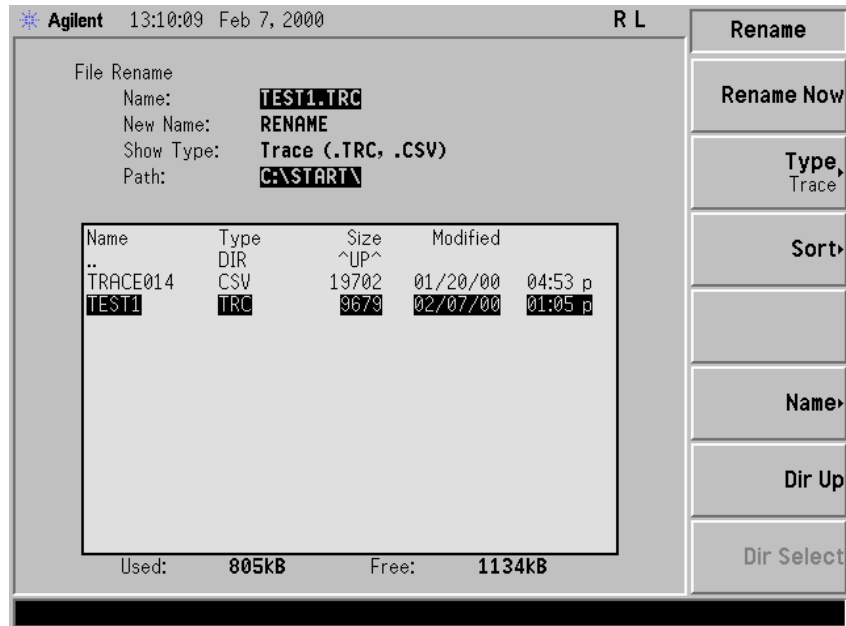 Agilent 13:10:09 Feb 7, 2000 R L
Rename
File Rename
Name: TEST1.TRC
New Name: RENAME
Show Type: Trace (.TRC, .CSV)
Path: C:\START\
Name Type Size Modified
.. DIR ^UP^
TRACE014 CSV 19702 01/20/00 04:53 p
TEST1 TRC 9679 02/07/00 01:05 p
Used: 805kB Free: 1134kB
Rename Now
Type
Trace
Sort
Name
Dir Up
Dir Select